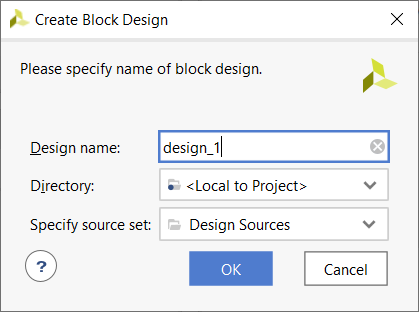 Create Block Design
Please specify name of block design.
Design name: design_1
Directory: <Local to Project>
Specify source set: Design Sources
? OK Cancel